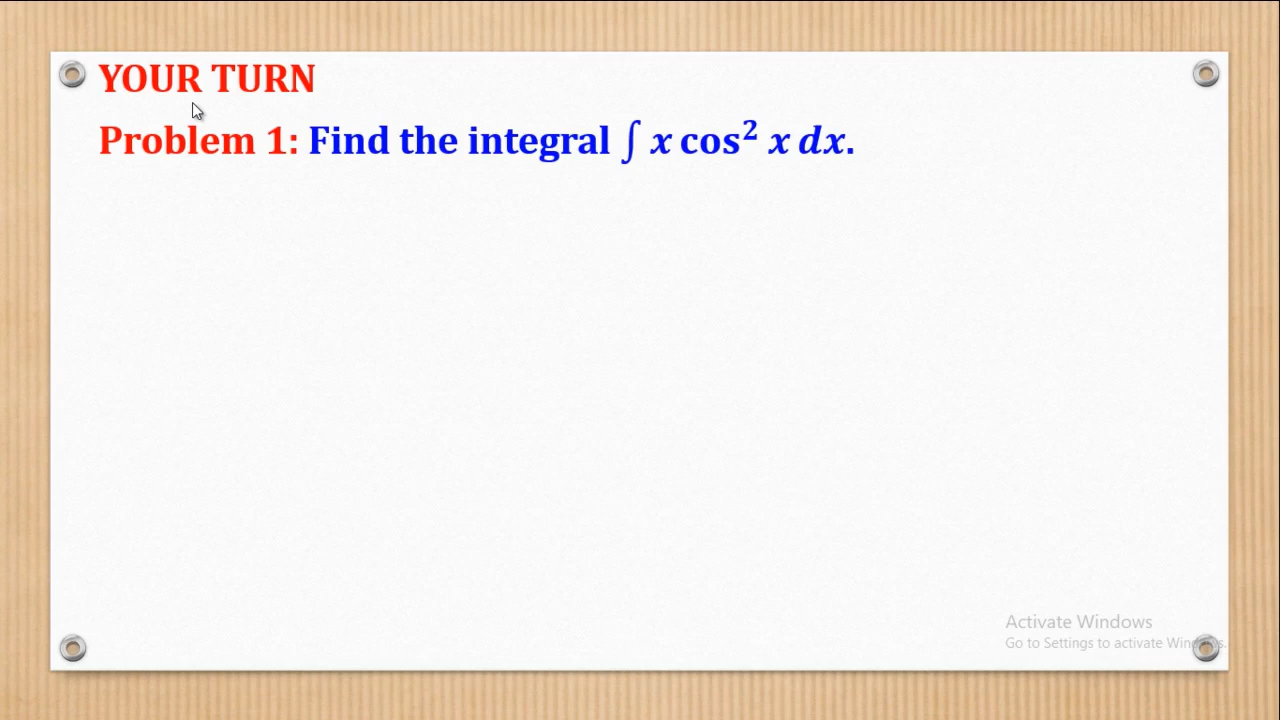 YOUR TURN
Problem 1: Find the integral ∫ x cos² x dx.
Activate Windows
Go to Settings to activate Windows.